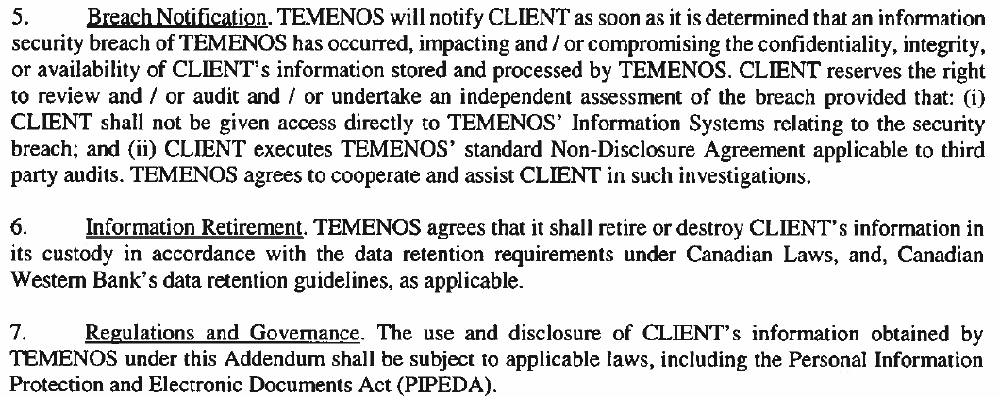 5. Breach Notification. TEMENOS will notify CLIENT as soon as it is determined that an information
security breach of TEMENOS has occurred, impacting and / or compromising the confidentiality, integrity,
or availability of CLIENT's information stored and processed by TEMENOS. CLIENT reserves the right
to review and / or audit and / or undertake an independent assessment of the breach provided that: (i)
CLIENT shall not be given access directly to TEMENOS' Information Systems relating to the security
breach; and (ii) CLIENT executes TEMENOS' standard Non-Disclosure Agreement applicable to third
party audits. TEMENOS agrees to cooperate and assist CLIENT in such investigations.
6. Information Retirement. TEMENOS agrees that it shall retire or destroy CLIENT's information in
its custody in accordance with the data retention requirements under Canadian Laws, and, Canadian
Western Bank's data retention guidelines, as applicable.
7. Regulations and Governance. The use and disclosure of CLIENT's information obtained by
TEMENOS under this Addendum shall be subject to applicable laws, including the Personal Information
Protection and Electronic Documents Act (PIPEDA).